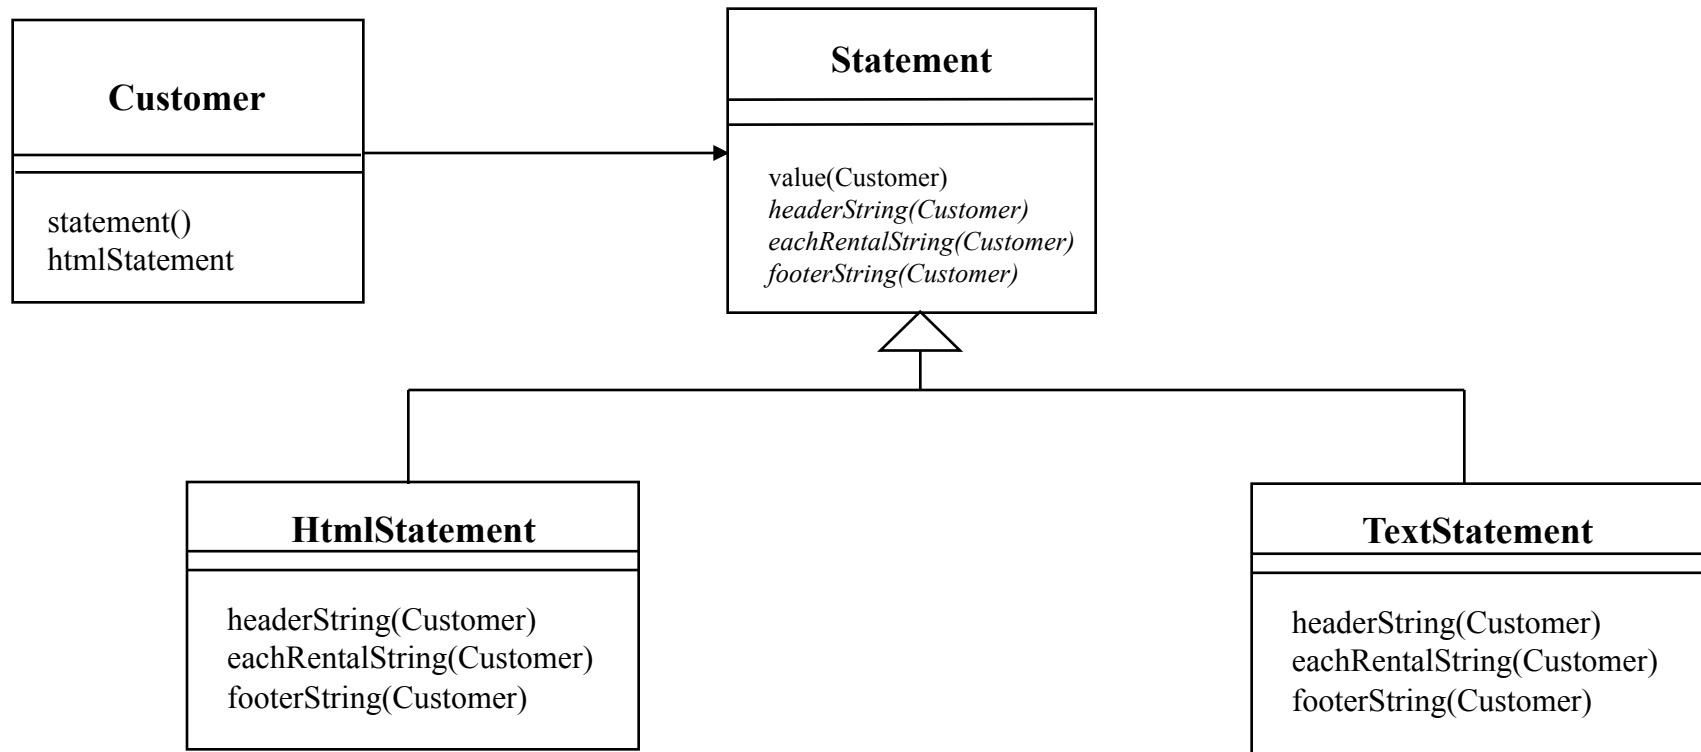 Customer
statement()
htmlStatement
Statement
value(Customer)
headerString(Customer)
eachRentalString(Customer)
footerString(Customer)
HtmlStatement
headerString(Customer)
eachRentalString(Customer)
footerString(Customer)
TextStatement
headerString(Customer)
eachRentalString(Customer)
footerString(Customer)